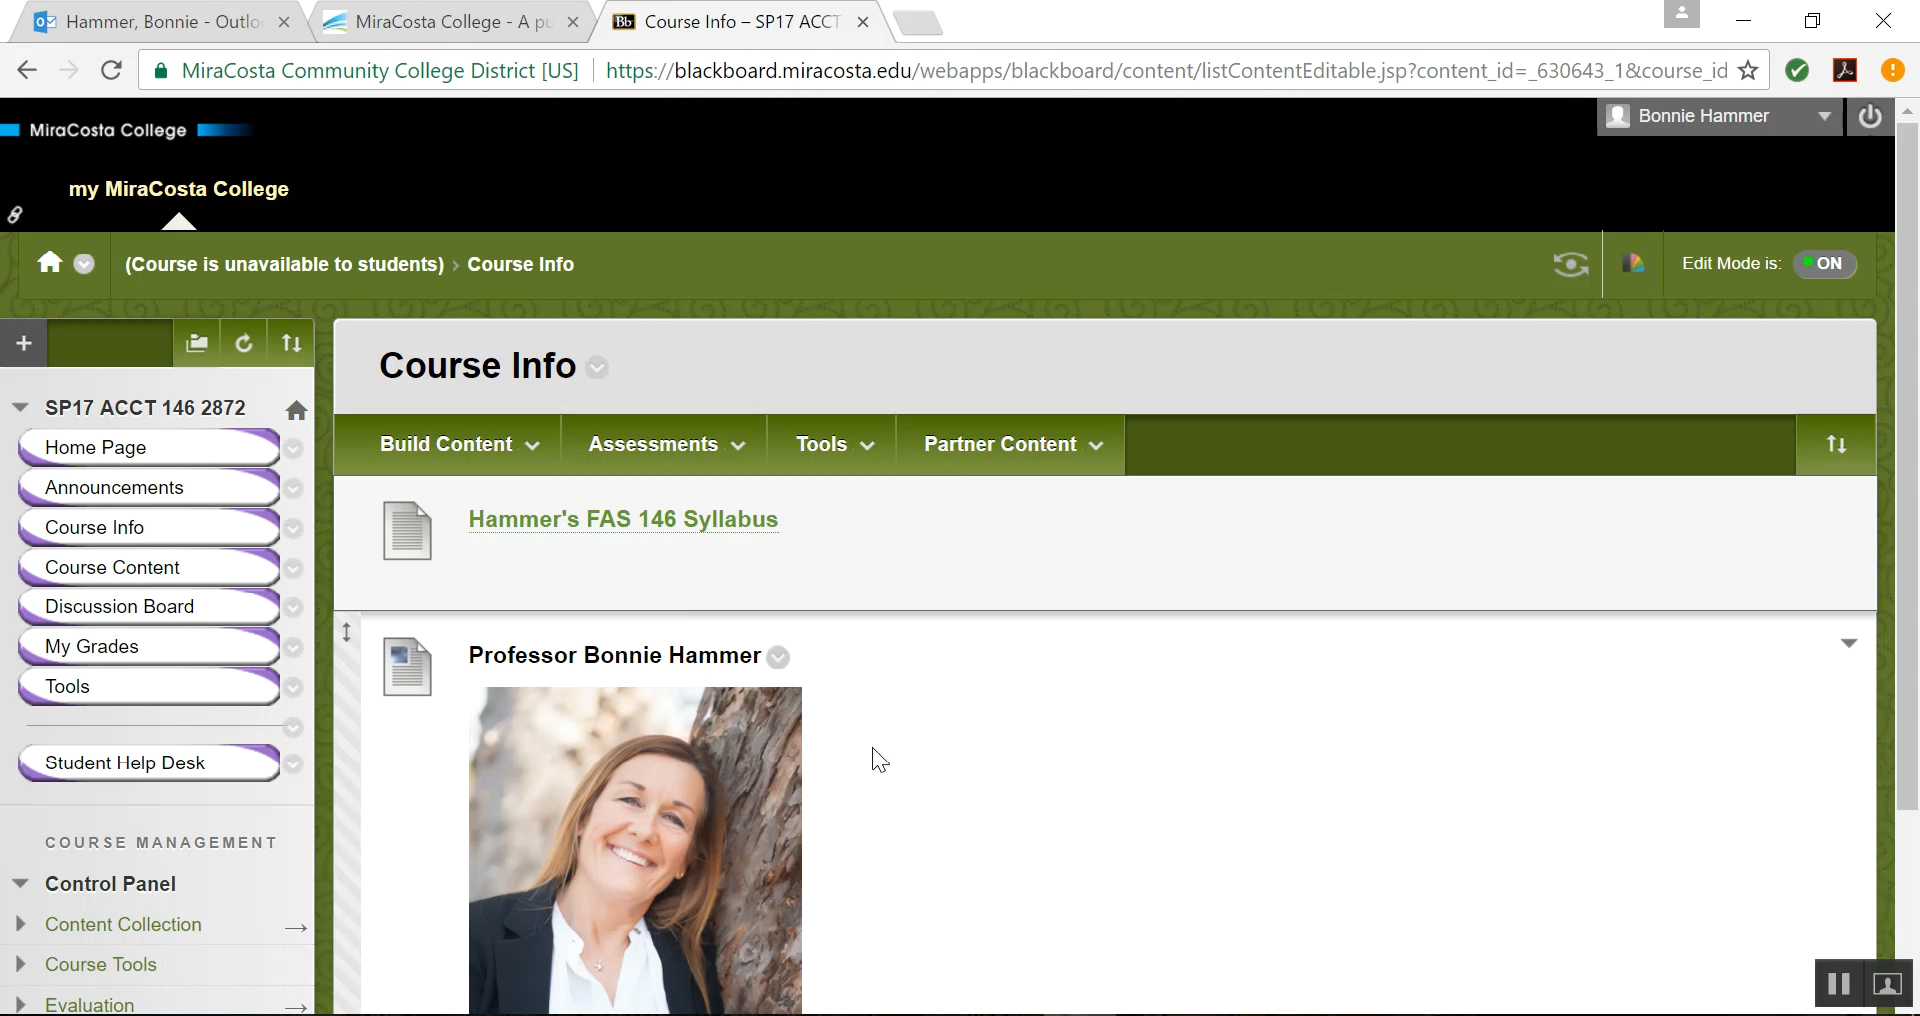 Hammer, Bonnie - Outlo
MiraCosta College - A pu
Bb Course Info – SP17 ACCT
MiraCosta Community College District [US]
https://blackboard.miracosta.edu/webapps/blackboard/content/listContentEditable.jsp?content_id=_630643_1&course_id
MiraCosta College
Bonnie Hammer
my MiraCosta College
(Course is unavailable to students) > Course Info
Edit Mode is: ON
Course Info
SP17 ACCT 146 2872
Home Page
Announcements
Course Info
Course Content
Discussion Board
My Grades
Tools
Student Help Desk
COURSE MANAGEMENT
Control Panel
Content Collection
Course Tools
Evaluation
Build Content
Assessments
Tools
Partner Content
Hammer's FAS 146 Syllabus
Professor Bonnie Hammer